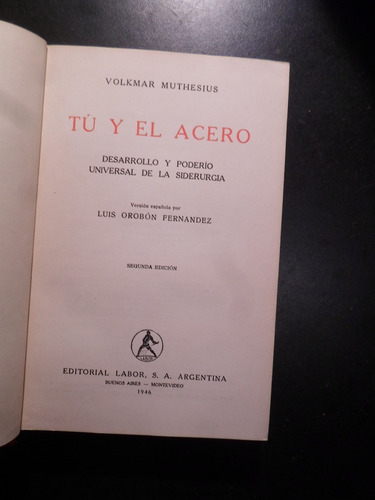 VOLKMAR MUTHESIUS
TÚ Y EL ACERO
DESARROLLO Y PODERÍO
UNIVERSAL DE LA SIDERURGIA
Versión española por
LUIS OROBÓN FERNANDEZ
SEGUNDA EDICIÓN
LABOR
EDITORIAL LABOR, S. A. ARGENTINA
BUENOS AIRES — MONTEVIDEO
1946